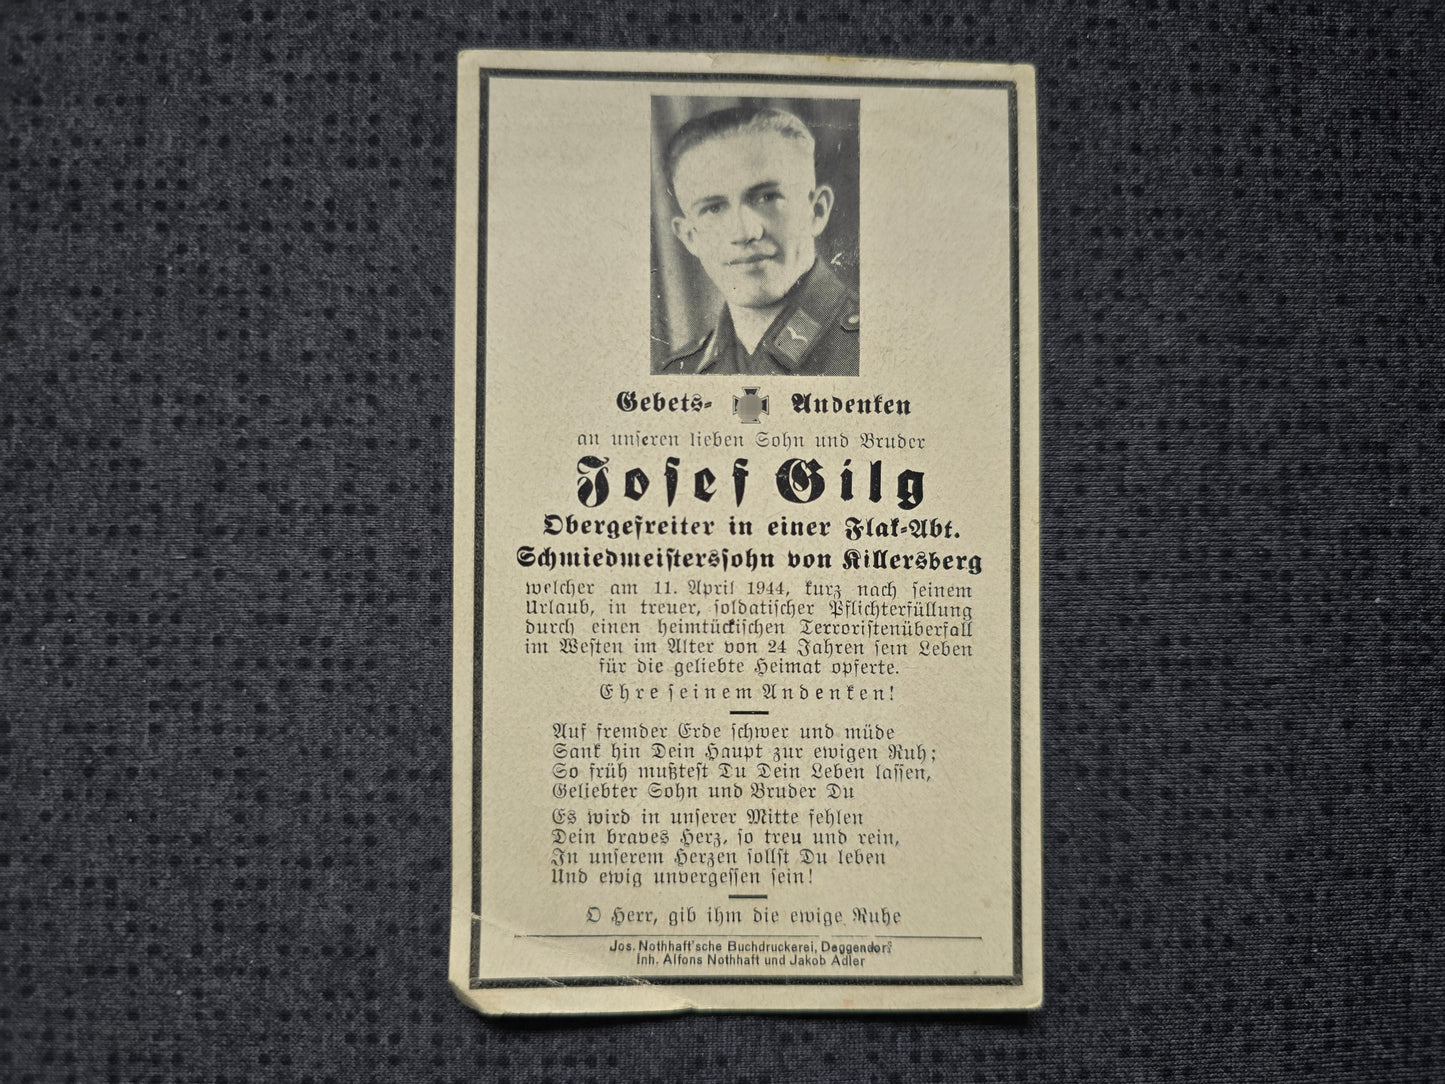 Gebets- Andenken
an unseren lieben Sohn und Bruder
Josef Gilg
Obergefreiter in einer Flak-Abt.
Schmiedmeisterssohn von Killersberg
welcher am 11. April 1944, kurz nach seinem
Urlaub, in treuer, soldatischer Pflichterfüllung
durch einen heimtückischen Terroristenüberfall
im Westen im Alter von 24 Jahren sein Leben
für die geliebte Heimat opferte.
Ehre seinem Andenken!
Auf fremder Erde schwer und müde
Sank hin Dein Haupt zur ewigen Ruh;
So früh mußtest Du Dein Leben lassen,
Geliebter Sohn und Bruder Du
Es wird in unserer Mitte fehlen
Dein braves Herz, so treu und rein,
In unserem Herzen sollst Du leben
Und ewig unvergessen sein!
O Herr, gib ihm die ewige Ruhe
Jos. Nothhaft'sche Buchdruckerei, Deggendorf
Inh. Alfons Nothhaft und Jakob Adler